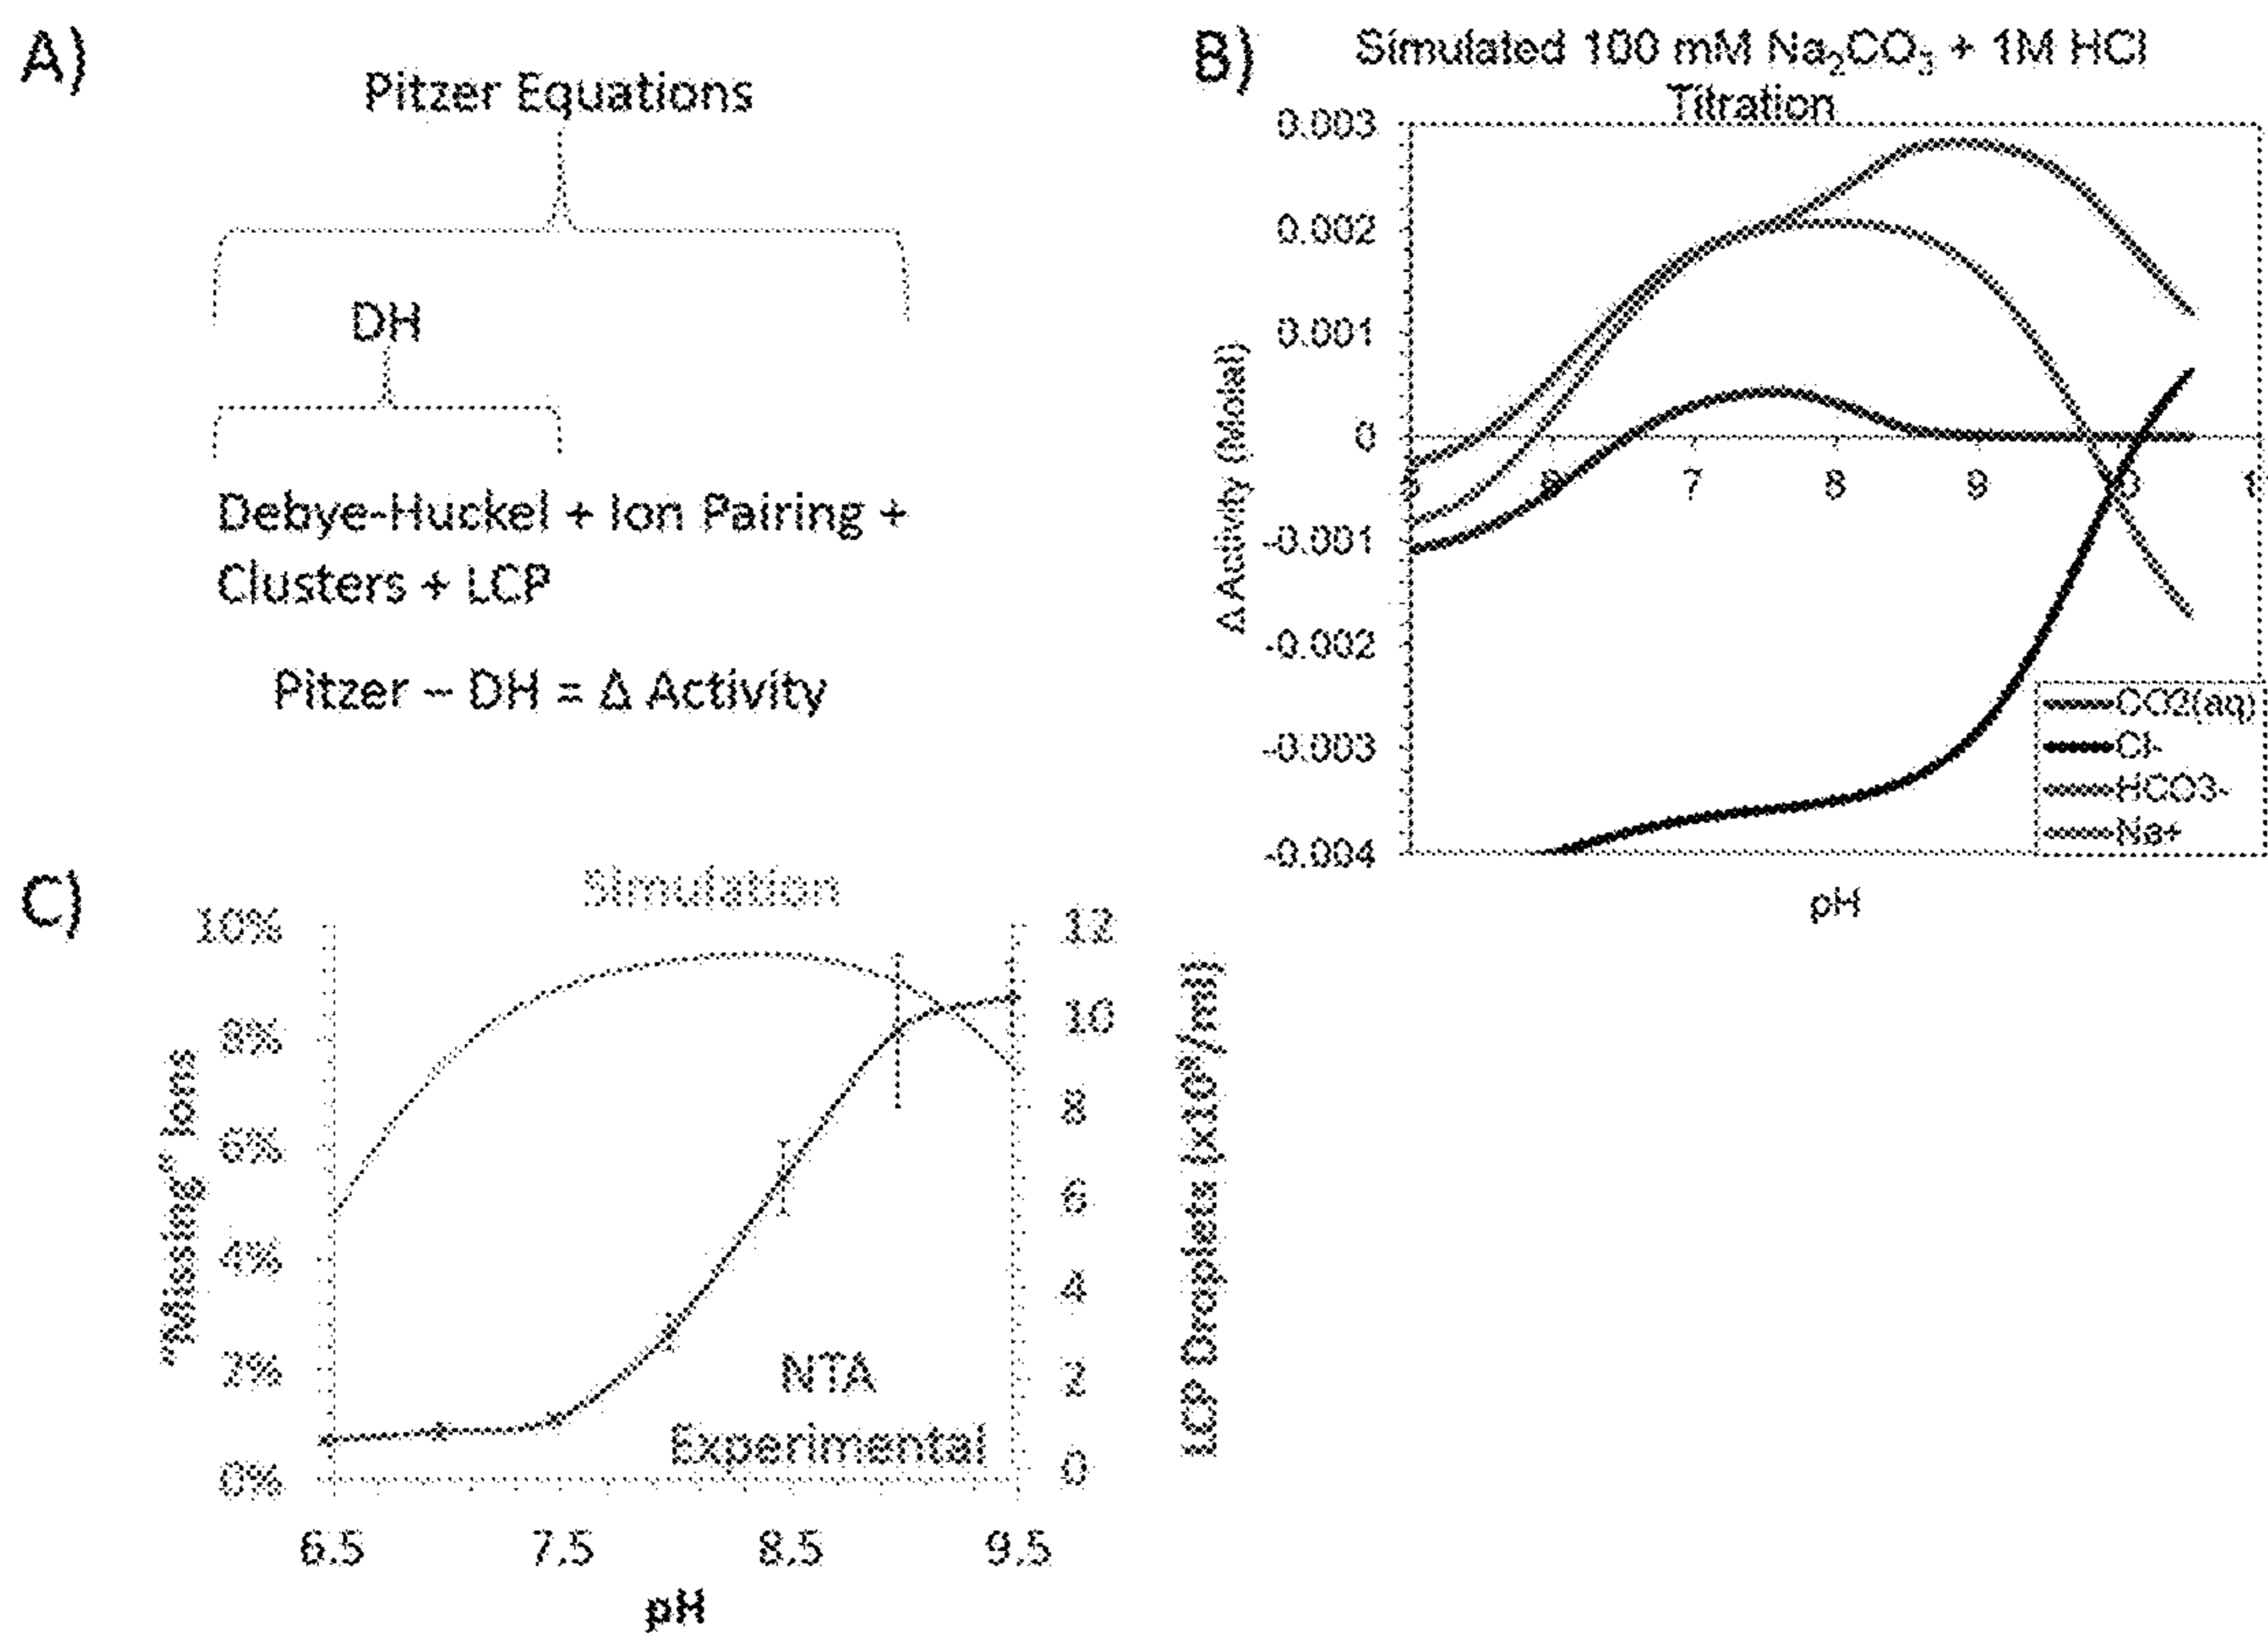 A)
Pitzer Equations
DH
Debye-Huckel + Ion Pairing +
Clusters + LCP
Pitzer – DH = Δ Activity
B)
Simulated 100 mM Na₂CO₃ + 1M HCl
Titration
0.003
0.002
0.001
0
-0.001
-0.002
-0.003
-0.004
Δ Activity (Molal)
6
7
8
9
pH
CO2(aq)
Cl-
HCO3-
Na+
C)
Simulation
10%
8%
6%
4%
2%
0%
"Missing" Ions
12
10
8
6
4
2
0
NTA
Experimental
6.5
7.5
8.5
9.5
pH
LCP Droplets